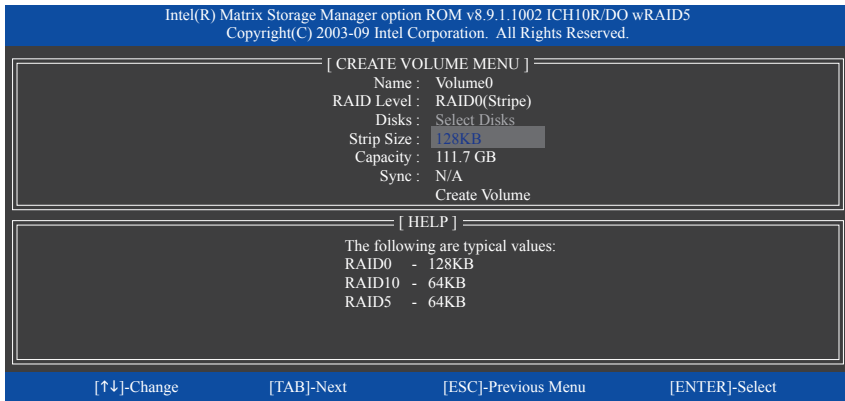 Intel(R) Matrix Storage Manager option ROM v8.9.1.1002 ICH10R/DO wRAID5
Copyright(C) 2003-09 Intel Corporation.  All Rights Reserved.
[ CREATE VOLUME MENU ]
Name :   Volume0
RAID Level :   RAID0(Stripe)
Disks :   Select Disks
Strip Size :   128KB
Capacity :   111.7 GB
Sync :   N/A
Create Volume
[ HELP ]
The following are typical values:
RAID0   -  128KB
RAID10  -  64KB
RAID5   -  64KB
[↑↓]-Change   [TAB]-Next   [ESC]-Previous Menu   [ENTER]-Select